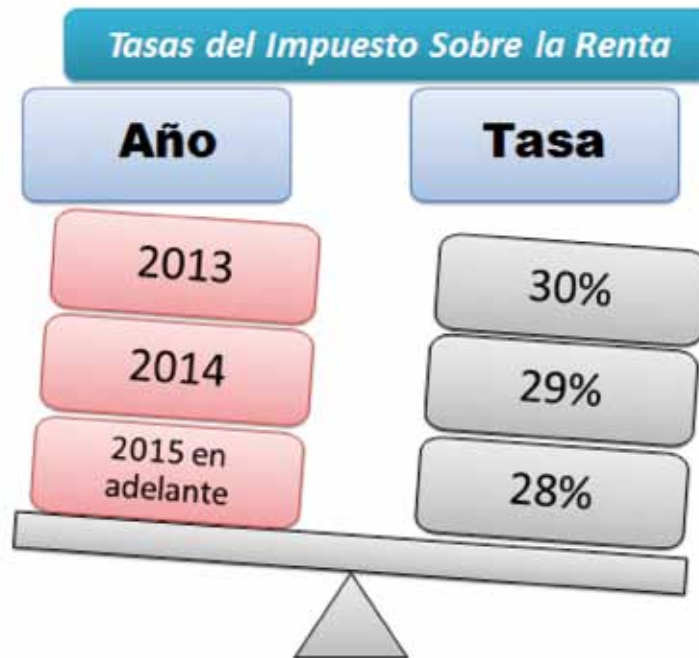 Tasas del Impuesto Sobre la Renta
Año
Tasa
2013
30%
2014
29%
2015 en
adelante
28%